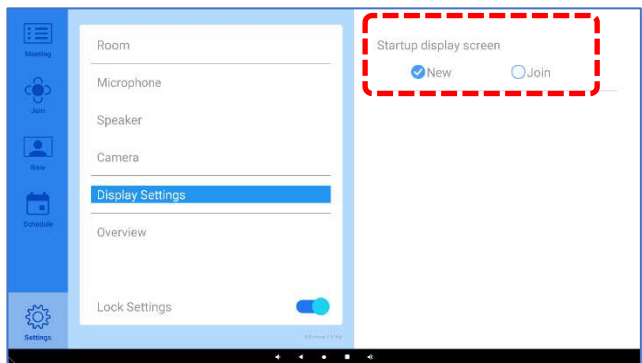 Meeting
Join
New
Schedule
Settings
Room
Microphone
Speaker
Camera
Display Settings
Overview
Lock Settings
Startup display screen
New Join